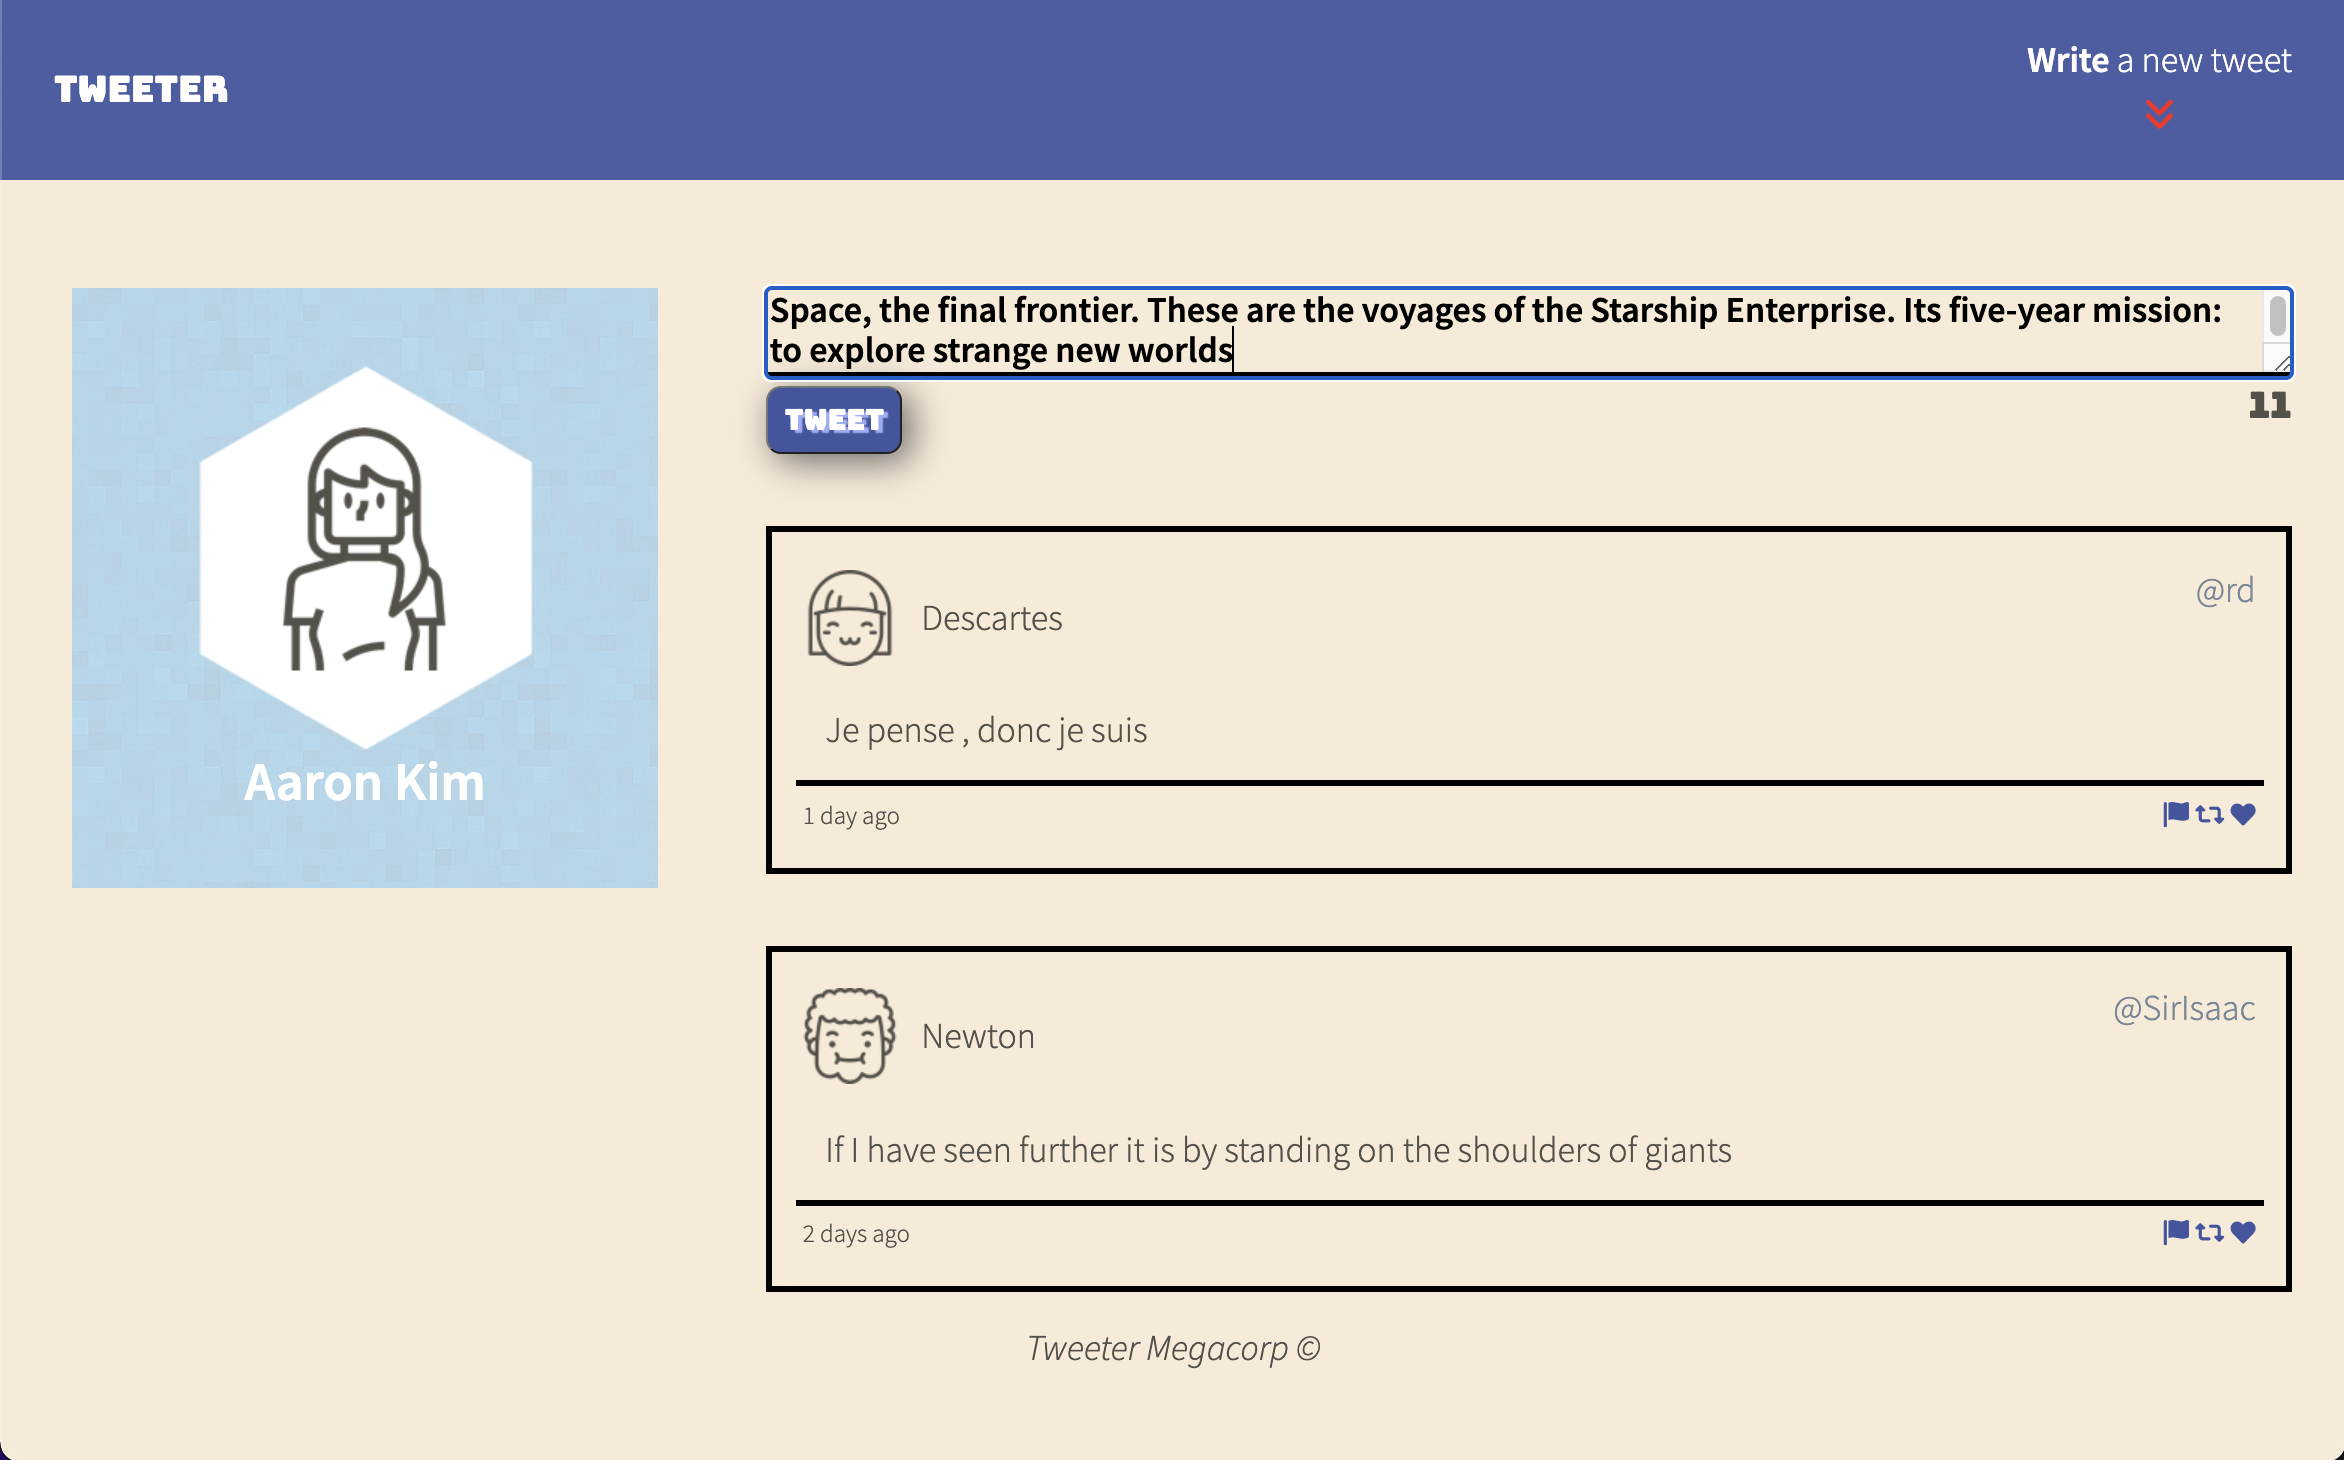 TWEETER
Write a new tweet
Space, the final frontier. These are the voyages of the Starship Enterprise. Its five-year mission:
to explore strange new worlds
TWEET
11
Aaron Kim
Descartes
@rd
Je pense , donc je suis
1 day ago
Newton
@SirIsaac
If I have seen further it is by standing on the shoulders of giants
2 days ago
Tweeter Megacorp ©